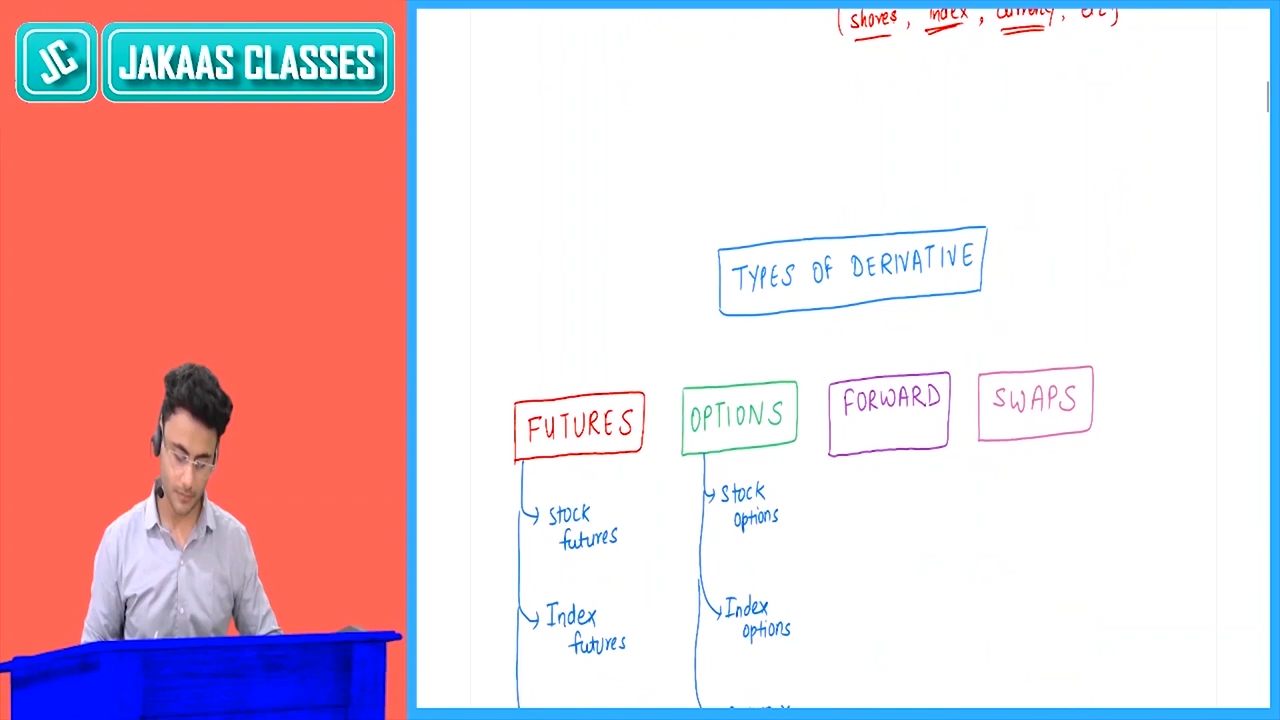 JC
JAKAAS CLASSES
(shares, index, currency, etc)
TYPES OF DERIVATIVE
FUTURES
OPTIONS
FORWARD
SWAPS
Stock
futures
Stock
options
Index
futures
Index
options